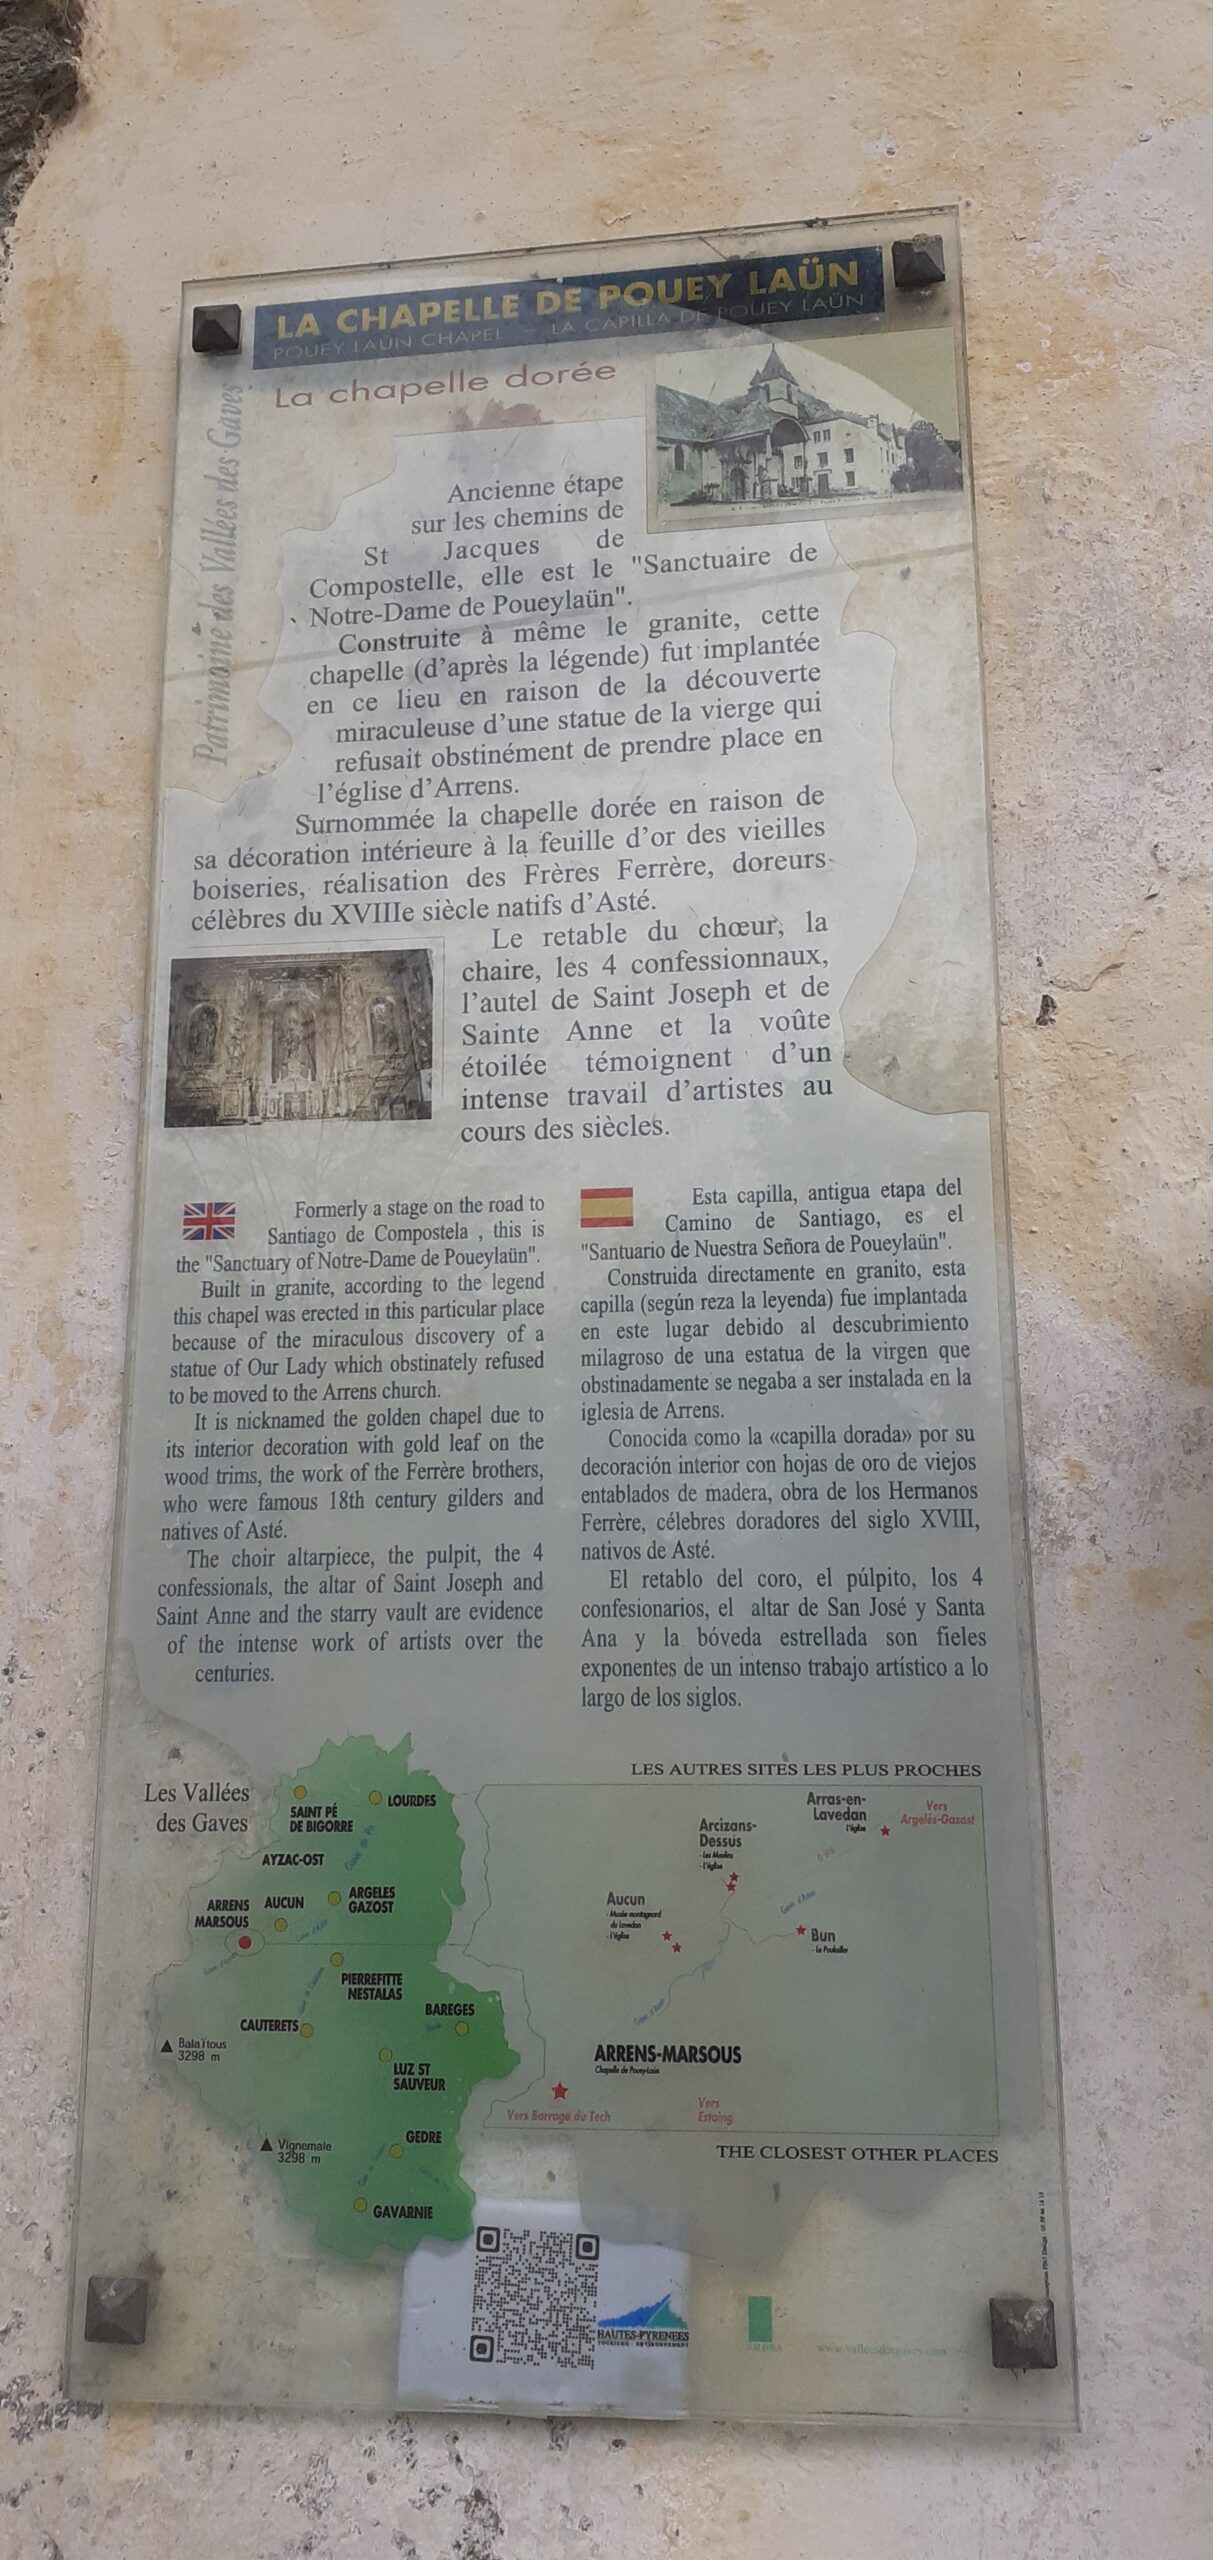 LA CHAPELLE DE POUEY LAÜN
POUEY LAÜN CHAPEL LA CAPILLA DE POUEY LAÜN
La chapelle dorée
Patrimoine des Vallées des Gaves
Ancienne étape
sur les chemins de
St Jacques de
Compostelle, elle est le "Sanctuaire de
Notre-Dame de Poueylaün".
Construite à même le granite, cette
chapelle (d'après la légende) fut implantée
en ce lieu en raison de la découverte
miraculeuse d'une statue de la vierge qui
refusait obstinément de prendre place en
l'église d'Arrens.
Surnommée la chapelle dorée en raison de
sa décoration intérieure à la feuille d'or des vieilles
boiseries, réalisation des Frères Ferrère, doreurs
célèbres du XVIIIe siècle natifs d'Asté.
Le retable du chœur, la
chaire, les 4 confessionnaux,
l'autel de Saint Joseph et de
Sainte Anne et la voûte
étoilée témoignent d'un
intense travail d'artistes au
cours des siècles.
Formerly a stage on the road to
Santiago de Compostela , this is
the "Sanctuary of Notre-Dame de Poueylaün".
Built in granite, according to the legend
this chapel was erected in this particular place
because of the miraculous discovery of a
statue of Our Lady which obstinately refused
to be moved to the Arrens church.
It is nicknamed the golden chapel due to
its interior decoration with gold leaf on the
wood trims, the work of the Ferrère brothers,
who were famous 18th century gilders and
natives of Asté.
The choir altarpiece, the pulpit, the 4
confessionals, the altar of Saint Joseph and
Saint Anne and the starry vault are evidence
of the intense work of artists over the
centuries.
Esta capilla, antigua etapa del
Camino de Santiago, es el
"Santuario de Nuestra Señora de Poueylaün".
Construida directamente en granito, esta
capilla (según reza la leyenda) fue implantada
en este lugar debido al descubrimiento
milagroso de una estatua de la virgen que
obstinadamente se negaba a ser instalada en la
iglesia de Arrens.
Conocida como la «capilla dorada» por su
decoración interior con hojas de oro de viejos
entablados de madera, obra de los Hermanos
Ferrère, célebres doradores del siglo XVIII,
nativos de Asté.
El retablo del coro, el púlpito, los 4
confesionarios, el altar de San José y Santa
Ana y la bóveda estrellada son fieles
exponentes de un intenso trabajo artístico a lo
largo de los siglos.
Les Vallées
des Gaves
SAINT PÉ
DE BIGORRE
LOURDES
AYZAC-OST
ARGELES
GAZOST
AUCUN
ARRENS
MARSOUS
PIERREFITTE
NESTALAS
BAREGES
CAUTERETS
LUZ ST
SAUVEUR
Balaïtous
3298 m
Vignemale
3298 m
GEDRE
GAVARNIE
LES AUTRES SITES LES PLUS PROCHES
Arras-en-
Lavedan
l'église
Vers
Argelès-Gazost
Arcizans-
Dessus
- Les Moulins
- L'église
Aucun
- Musée montagnard
du Lavedan
- l'église
Bun
- Le Poulailler
ARRENS-MARSOUS
Chapelle de Pouey-Laün
Vers Barrage du Tech
Vers
Estaing
THE CLOSEST OTHER PLACES
HAUTES-PYRENEES
TOURISME - ENVIRONNEMENT
www.valleesdesgaves.com